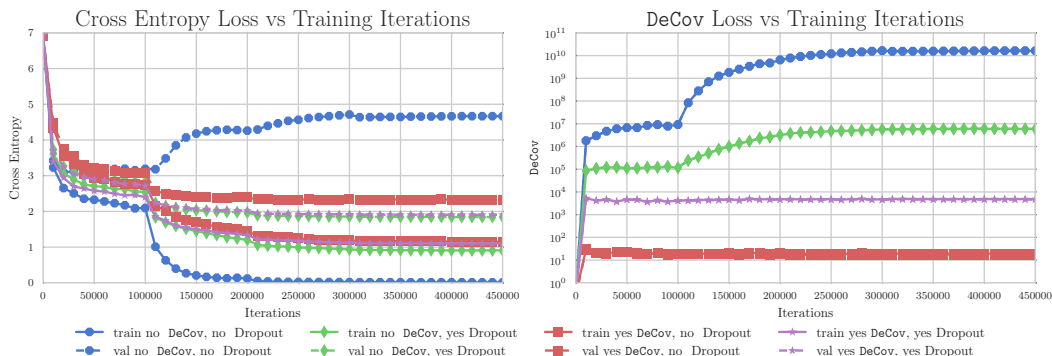 Cross Entropy Loss vs Training Iterations
7
6
5
4
3
2
1
0
Cross Entropy
0 50000 100000 150000 200000 250000 300000 350000 400000 450000
Iterations
DeCov Loss vs Training Iterations
10^11
10^10
10^9
10^8
10^7
10^6
10^5
10^4
10^3
10^2
10^1
10^0
DeCov
0 50000 100000 150000 200000 250000 300000 350000 400000 450000
Iterations
train no DeCov, no Dropout
train no DeCov, yes Dropout
train yes DeCov, no Dropout
train yes DeCov, yes Dropout
val no DeCov, no Dropout
val no DeCov, yes Dropout
val yes DeCov, no Dropout
val yes DeCov, yes Dropout